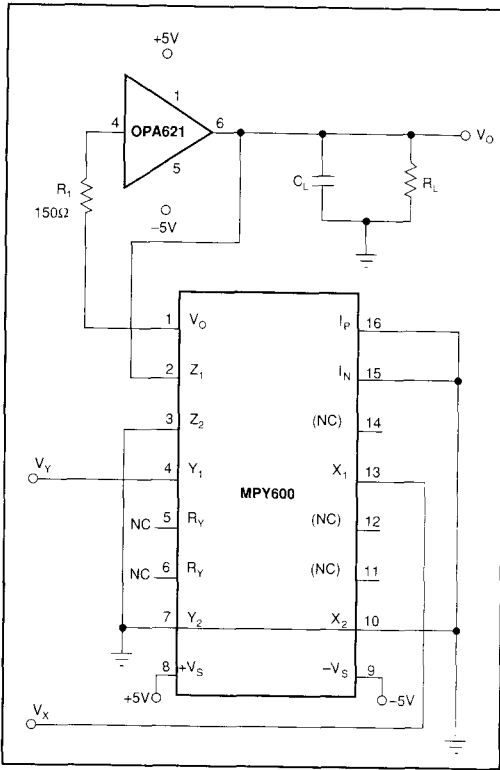 +5V
1
4 OPA621 6
5
V_O
R_1
150Ω
C_L
R_L
−5V
1 V_O
I_P 16
2 Z_1
I_N 15
3 Z_2
(NC) 14
V_Y
4 Y_1
X_1 13
MPY600
NC 5 R_Y
(NC) 12
NC 6 R_Y
(NC) 11
7 Y_2
X_2 10
8 +V_S
−V_S 9
+5V
−5V
V_X